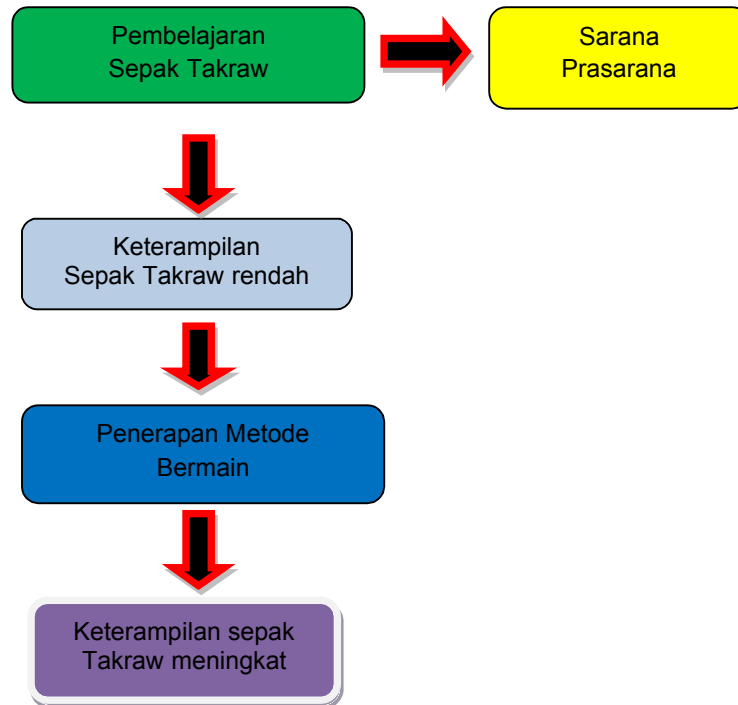 Pembelajaran
Sepak Takraw
Sarana
Prasarana
Keterampilan
Sepak Takraw rendah
Penerapan Metode
Bermain
Keterampilan sepak
Takraw meningkat